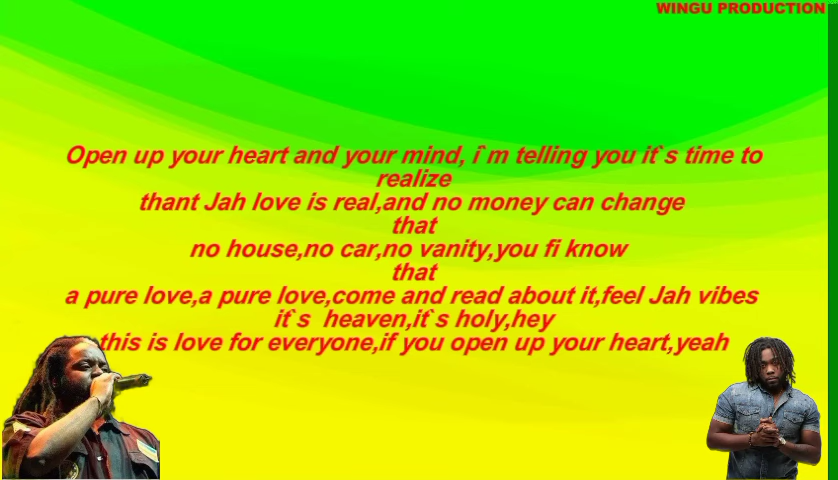 WINGU PRODUCTION
Open up your heart and your mind, i`m telling you it`s time to
realize
thant Jah love is real,and no money can change
that
no house,no car,no vanity,you fi know
that
a pure love,a pure love,come and read about it,feel Jah vibes
it`s  heaven,it`s holy,hey
this is love for everyone,if you open up your heart,yeah